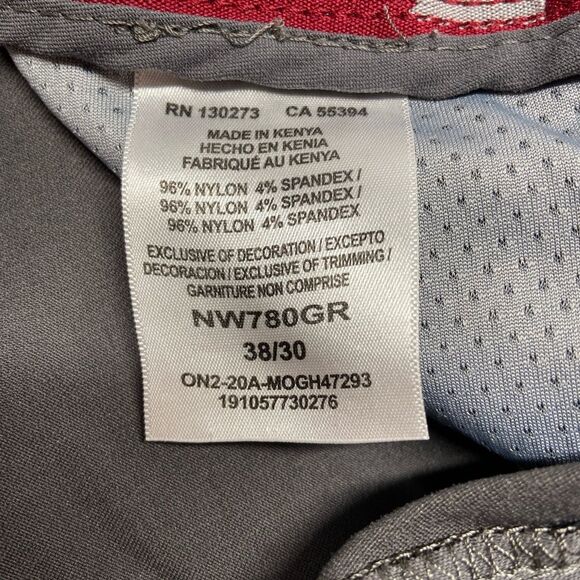 RN 130273 CA 55394
MADE IN KENYA
HECHO EN KENIA
FABRIQUÉ AU KENYA
96% NYLON 4% SPANDEX /
96% NYLON 4% SPANDEX /
96% NYLON 4% SPANDEX
EXCLUSIVE OF DECORATION / EXCEPTO
DECORACION / EXCLUSIVE OF TRIMMING /
GARNITURE NON COMPRISE
NW780GR
38/30
ON2-20A-MOGH47293
191057730276